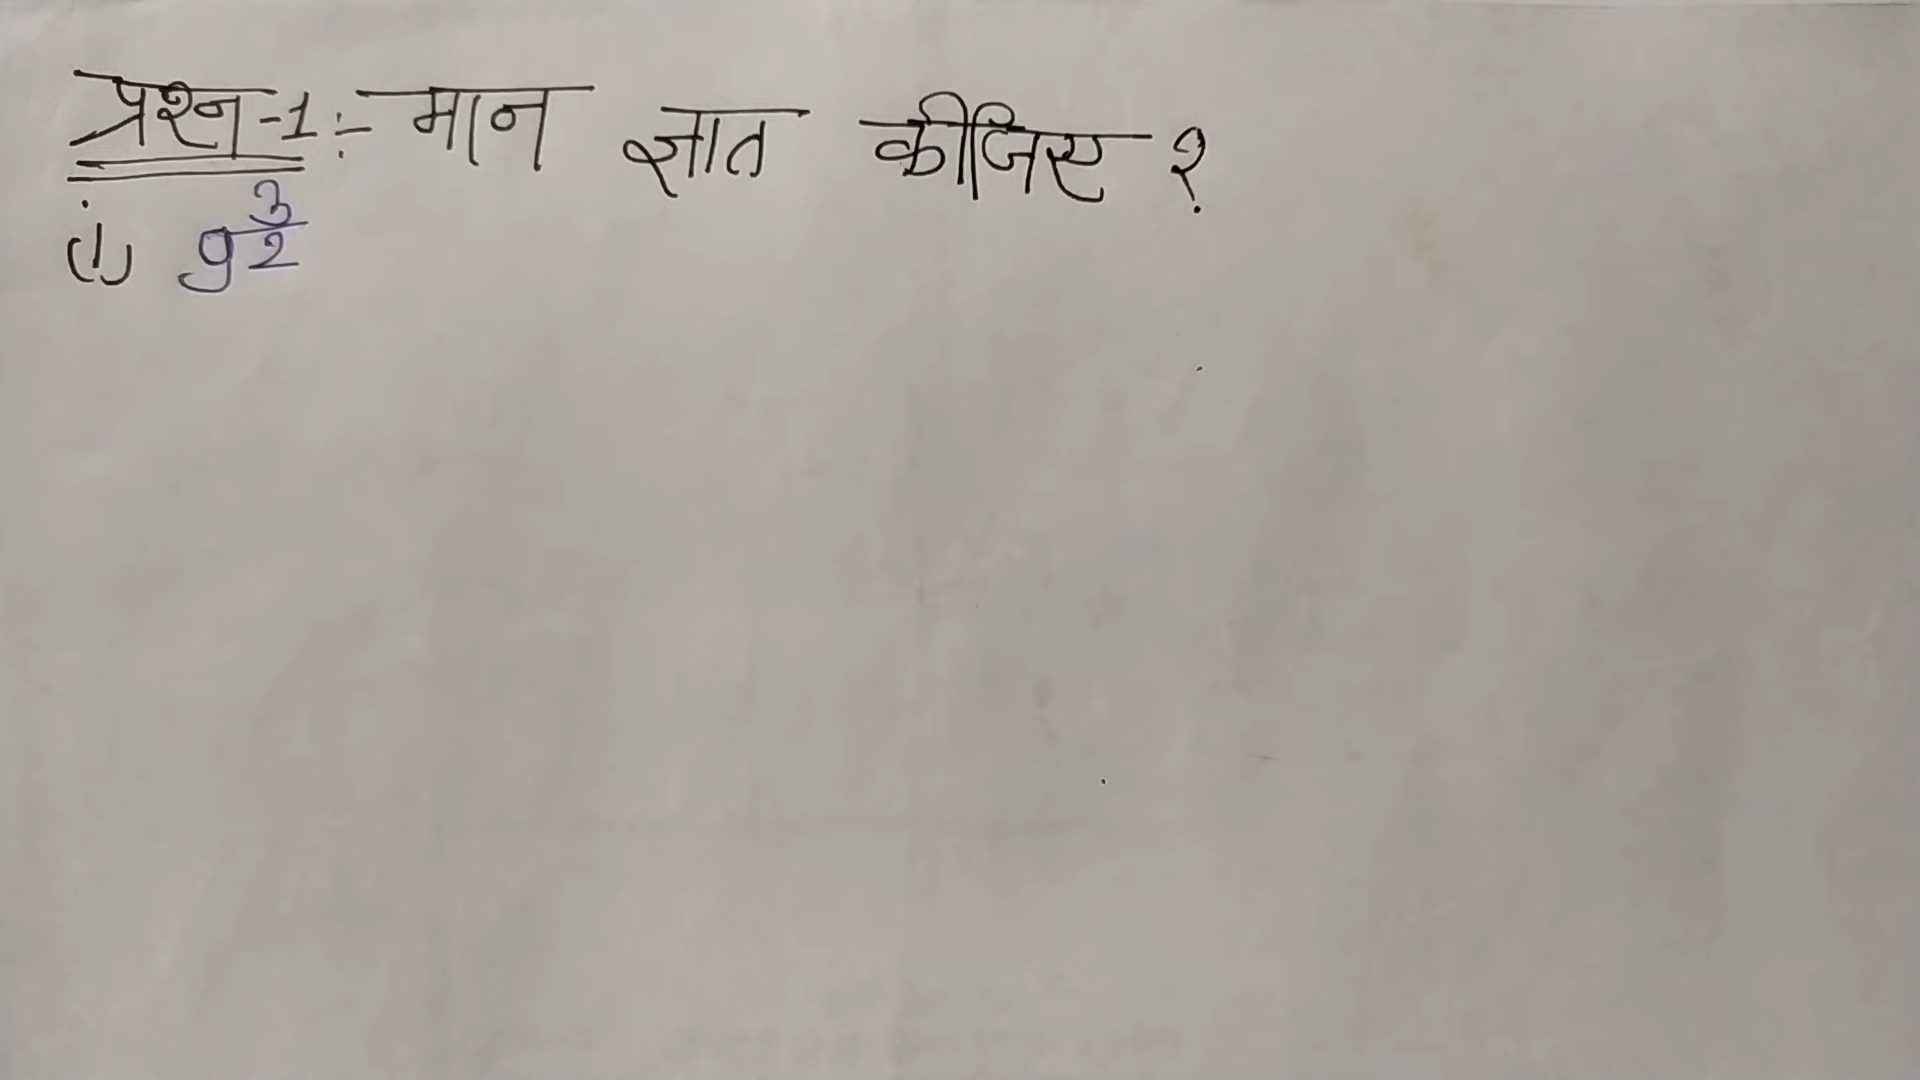 प्रश्न-1:- मान ज्ञात कीजिए ?
(i) 9^{3/2}